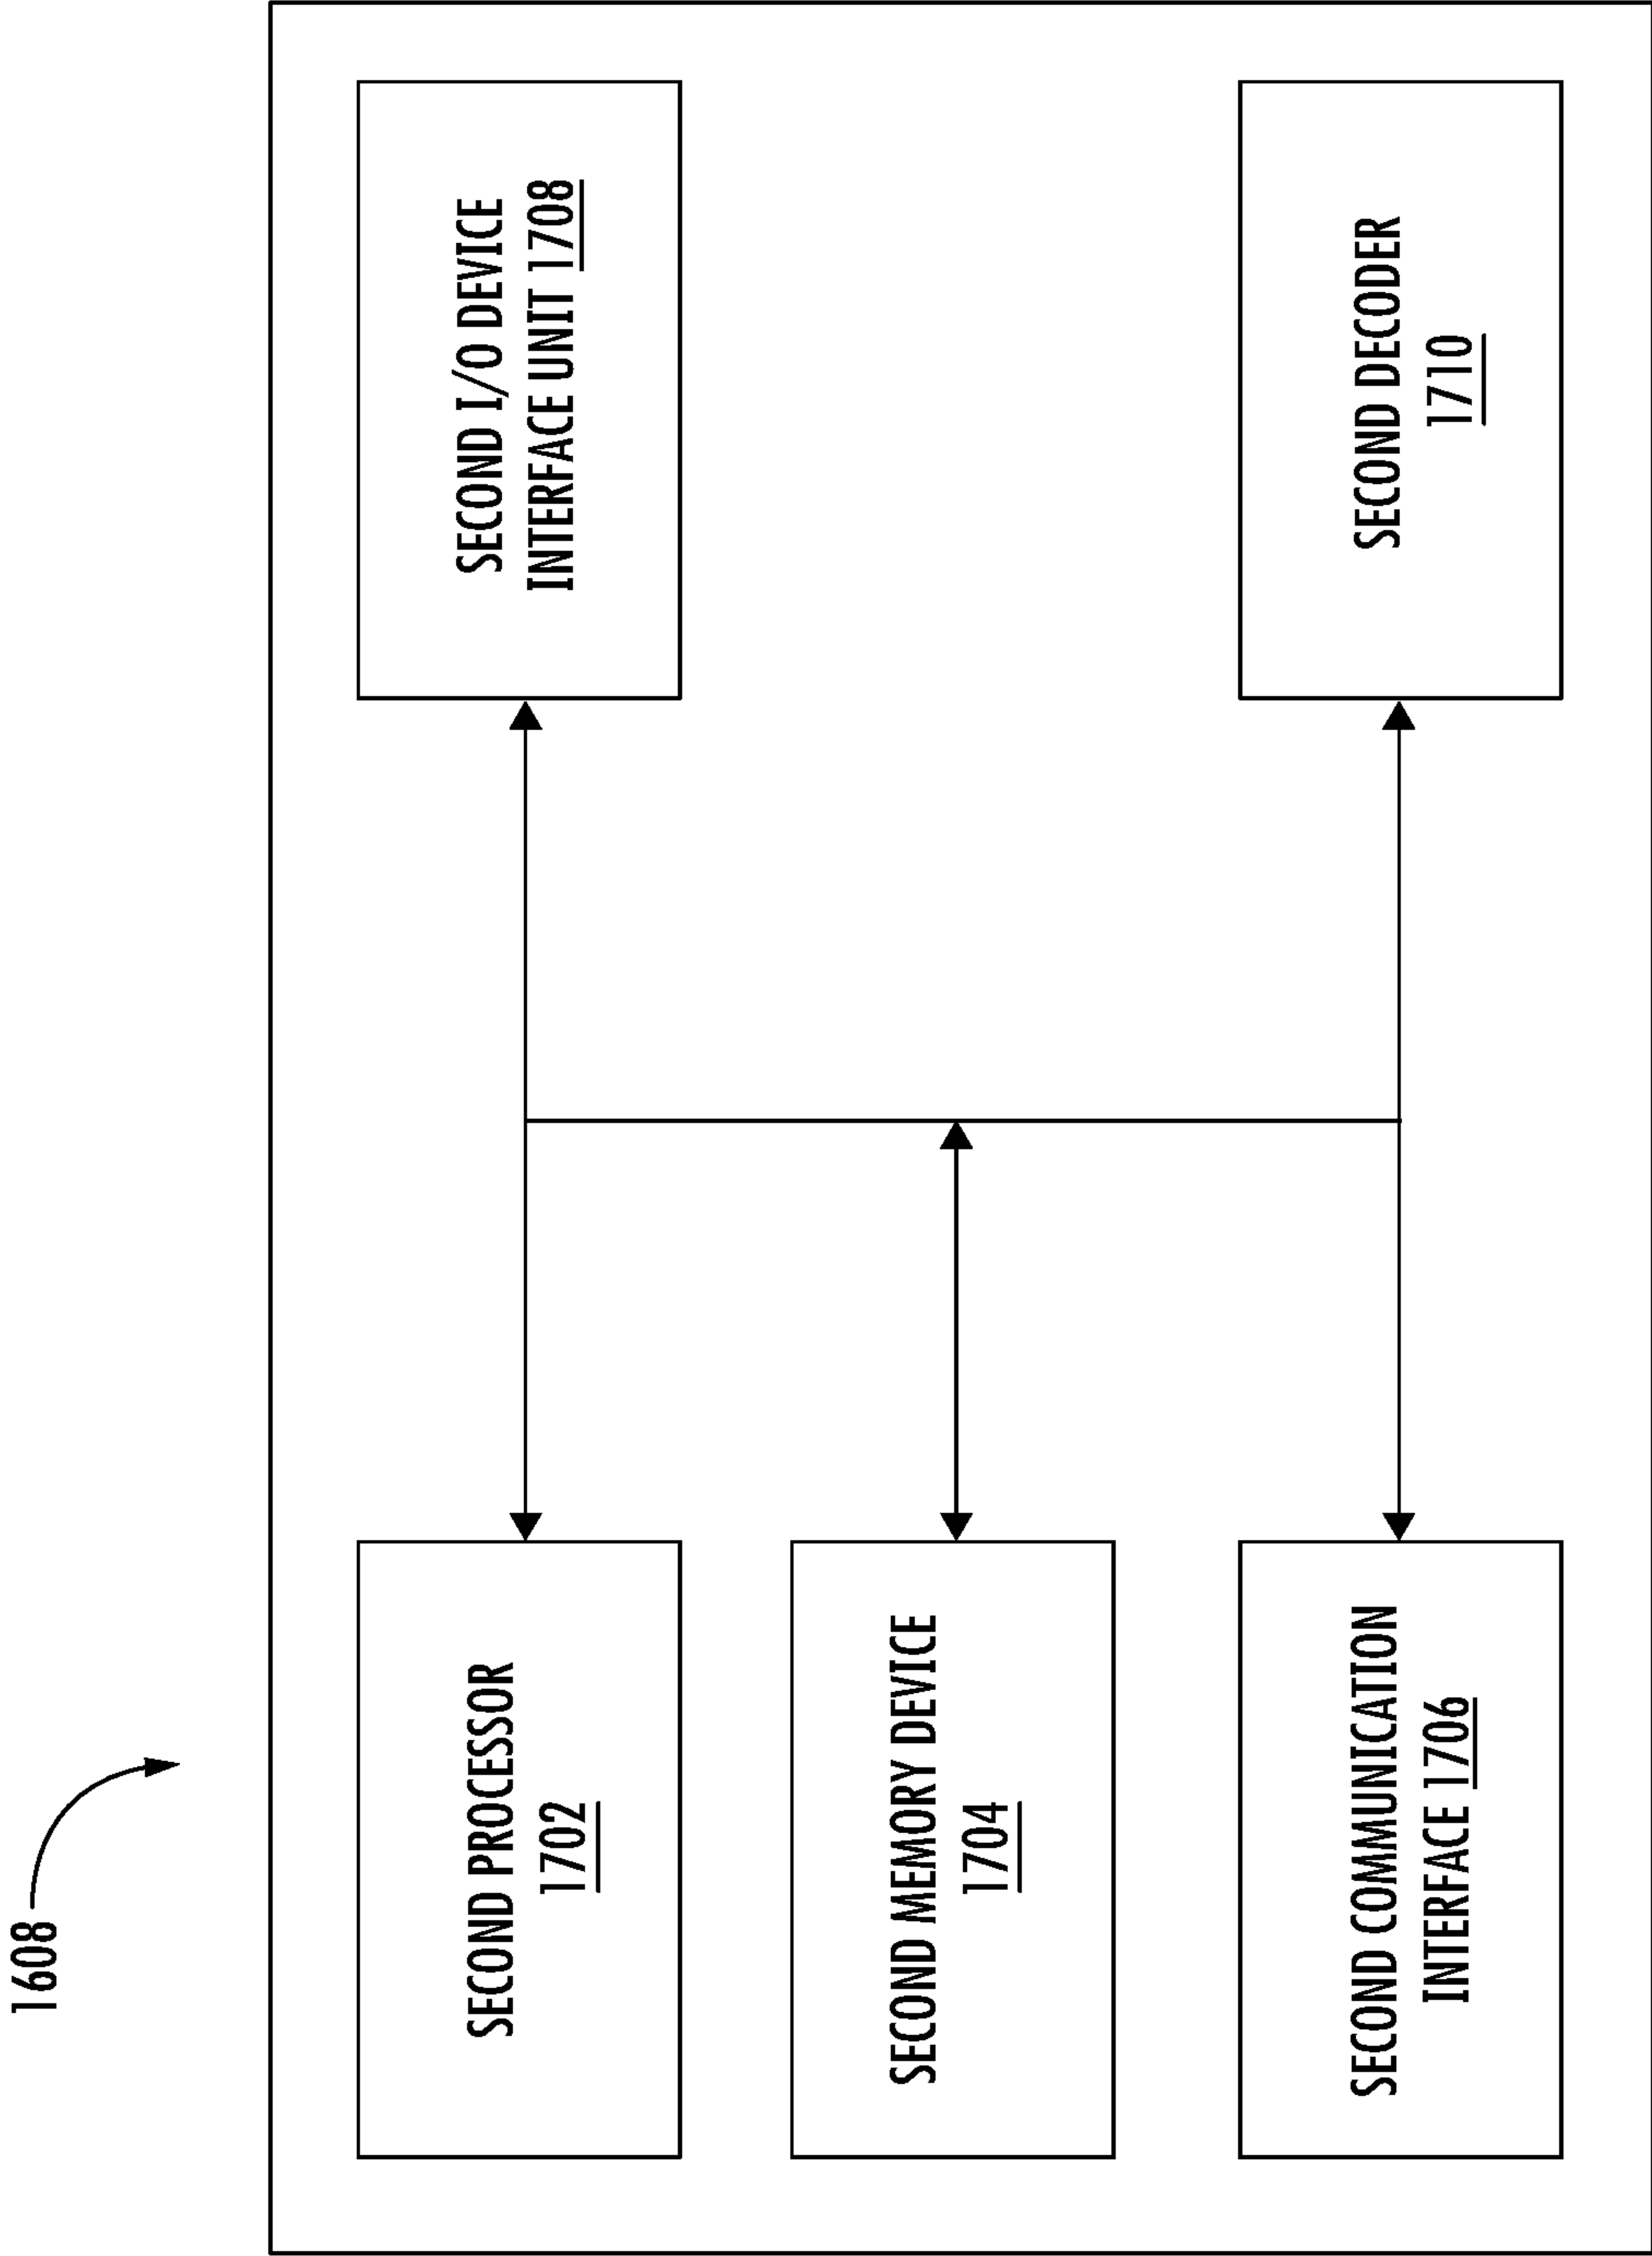 1608
SECOND PROCESSOR
1702
SECOND MEMORY DEVICE
1704
SECOND COMMUNICATION
INTERFACE 1706
SECOND I/O DEVICE
INTERFACE UNIT 1708
SECOND DECODER
1710